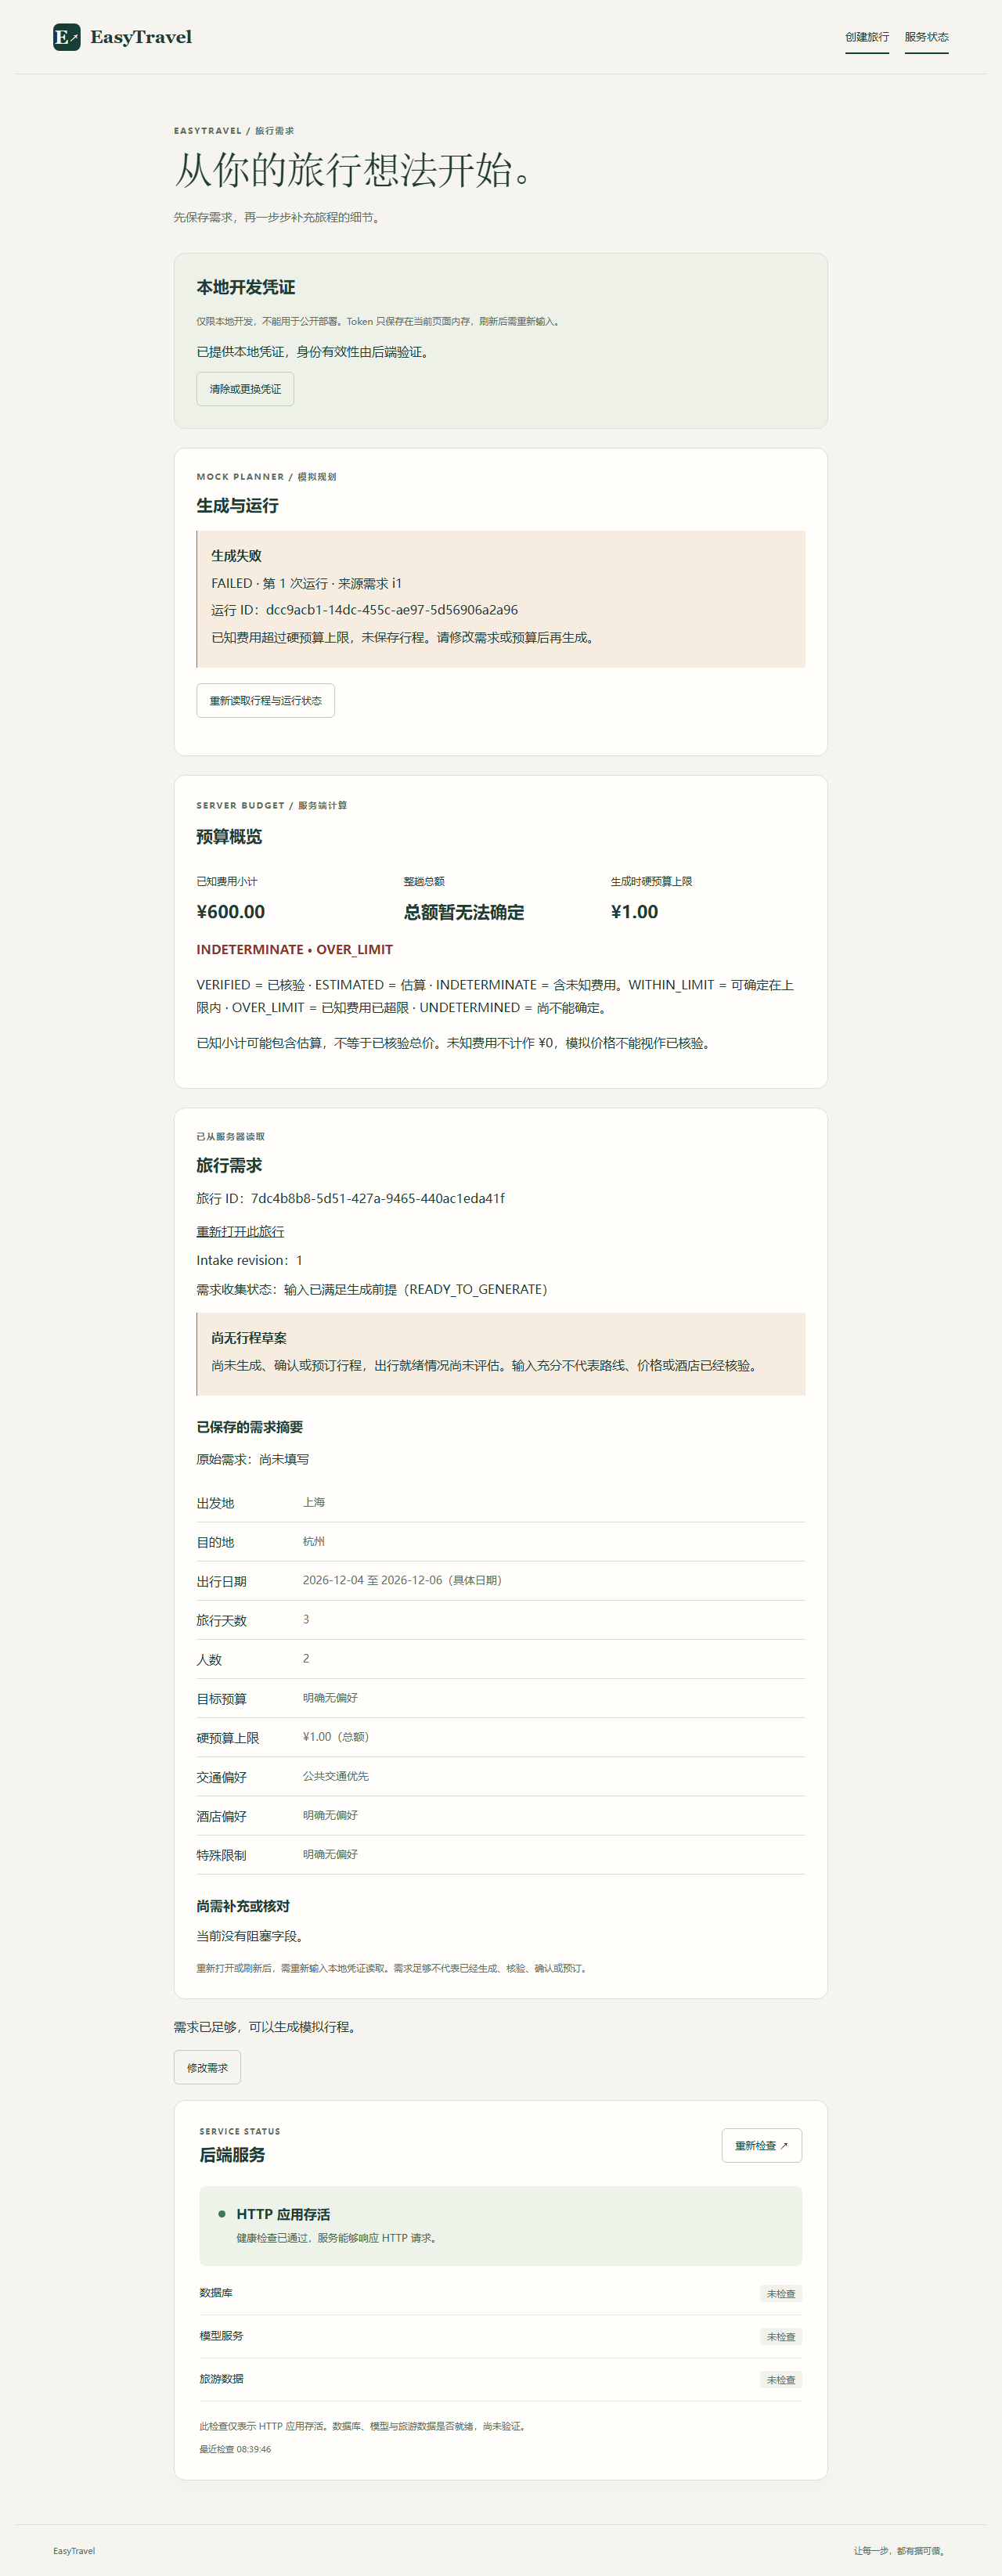 E↗ EasyTravel
创建旅行 服务状态
EASYTRAVEL / 旅行需求
从你的旅行想法开始。
先保存需求，再一步步补充旅程的细节。
本地开发凭证
仅限本地开发，不能用于公开部署。Token 只保存在当前页面内存，刷新后需重新输入。
已提供本地凭证，身份有效性由后端验证。
清除或更换凭证
MOCK PLANNER / 模拟规划
生成与运行
生成失败
FAILED · 第 1 次运行 · 来源需求 i1
运行 ID：dcc9acb1-14dc-455c-ae97-5d56906a2a96
已知费用超过硬预算上限，未保存行程。请修改需求或预算后再生成。
重新读取行程与运行状态
SERVER BUDGET / 服务端计算
预算概览
已知费用小计 整趟总额 生成时硬预算上限
¥600.00 总额暂无法确定 ¥1.00
INDETERMINATE • OVER_LIMIT
VERIFIED = 已核验 · ESTIMATED = 估算 · INDETERMINATE = 含未知费用。WITHIN_LIMIT = 可确定在上
限内 · OVER_LIMIT = 已知费用已超限 · UNDETERMINED = 尚不能确定。
已知小计可能包含估算，不等于已核验总价。未知费用不计作 ¥0，模拟价格不能视作已核验。
已从服务器读取
旅行需求
旅行 ID：7dc4b8b8-5d51-427a-9465-440ac1eda41f
重新打开此旅行
Intake revision：1
需求收集状态：输入已满足生成前提（READY_TO_GENERATE）
尚无行程草案
尚未生成、确认或预订行程，出行就绪情况尚未评估。输入充分不代表路线、价格或酒店已经核验。
已保存的需求摘要
原始需求：尚未填写
出发地 上海
目的地 杭州
出行日期 2026-12-04 至 2026-12-06（具体日期）
旅行天数 3
人数 2
目标预算 明确无偏好
硬预算上限 ¥1.00（总额）
交通偏好 公共交通优先
酒店偏好 明确无偏好
特殊限制 明确无偏好
尚需补充或核对
当前没有阻塞字段。
重新打开或刷新后，需重新输入本地凭证读取。需求足够不代表已经生成、核验、确认或预订。
需求已足够，可以生成模拟行程。
修改需求
SERVICE STATUS
后端服务
重新检查 ↗
HTTP 应用存活
健康检查已通过，服务能够响应 HTTP 请求。
数据库 未检查
模型服务 未检查
旅游数据 未检查
此检查仅表示 HTTP 应用存活。数据库、模型与旅游数据是否就绪，尚未验证。
最近检查 08:39:46
EasyTravel
让每一步，都有据可循。